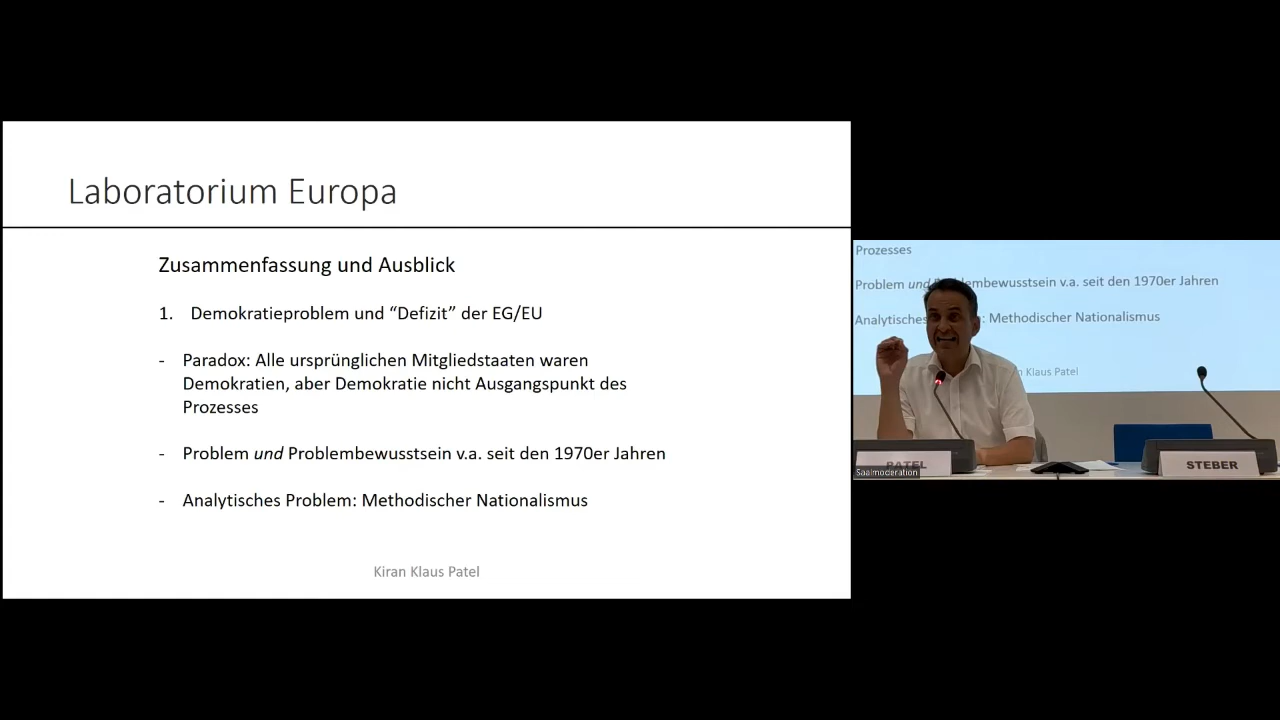 Laboratorium Europa
Zusammenfassung und Ausblick
1. Demokratieproblem und “Defizit” der EG/EU
- Paradox: Alle ursprünglichen Mitgliedstaaten waren
Demokratien, aber Demokratie nicht Ausgangspunkt des
Prozesses
- Problem und Problembewusstsein v.a. seit den 1970er Jahren
- Analytisches Problem: Methodischer Nationalismus
Kiran Klaus Patel
Prozesses
Problem und Problembewusstsein v.a. seit den 1970er Jahren
Analytisches : Methodischer Nationalismus
Klaus Patel
PATEL
Saalmoderation
STEBER